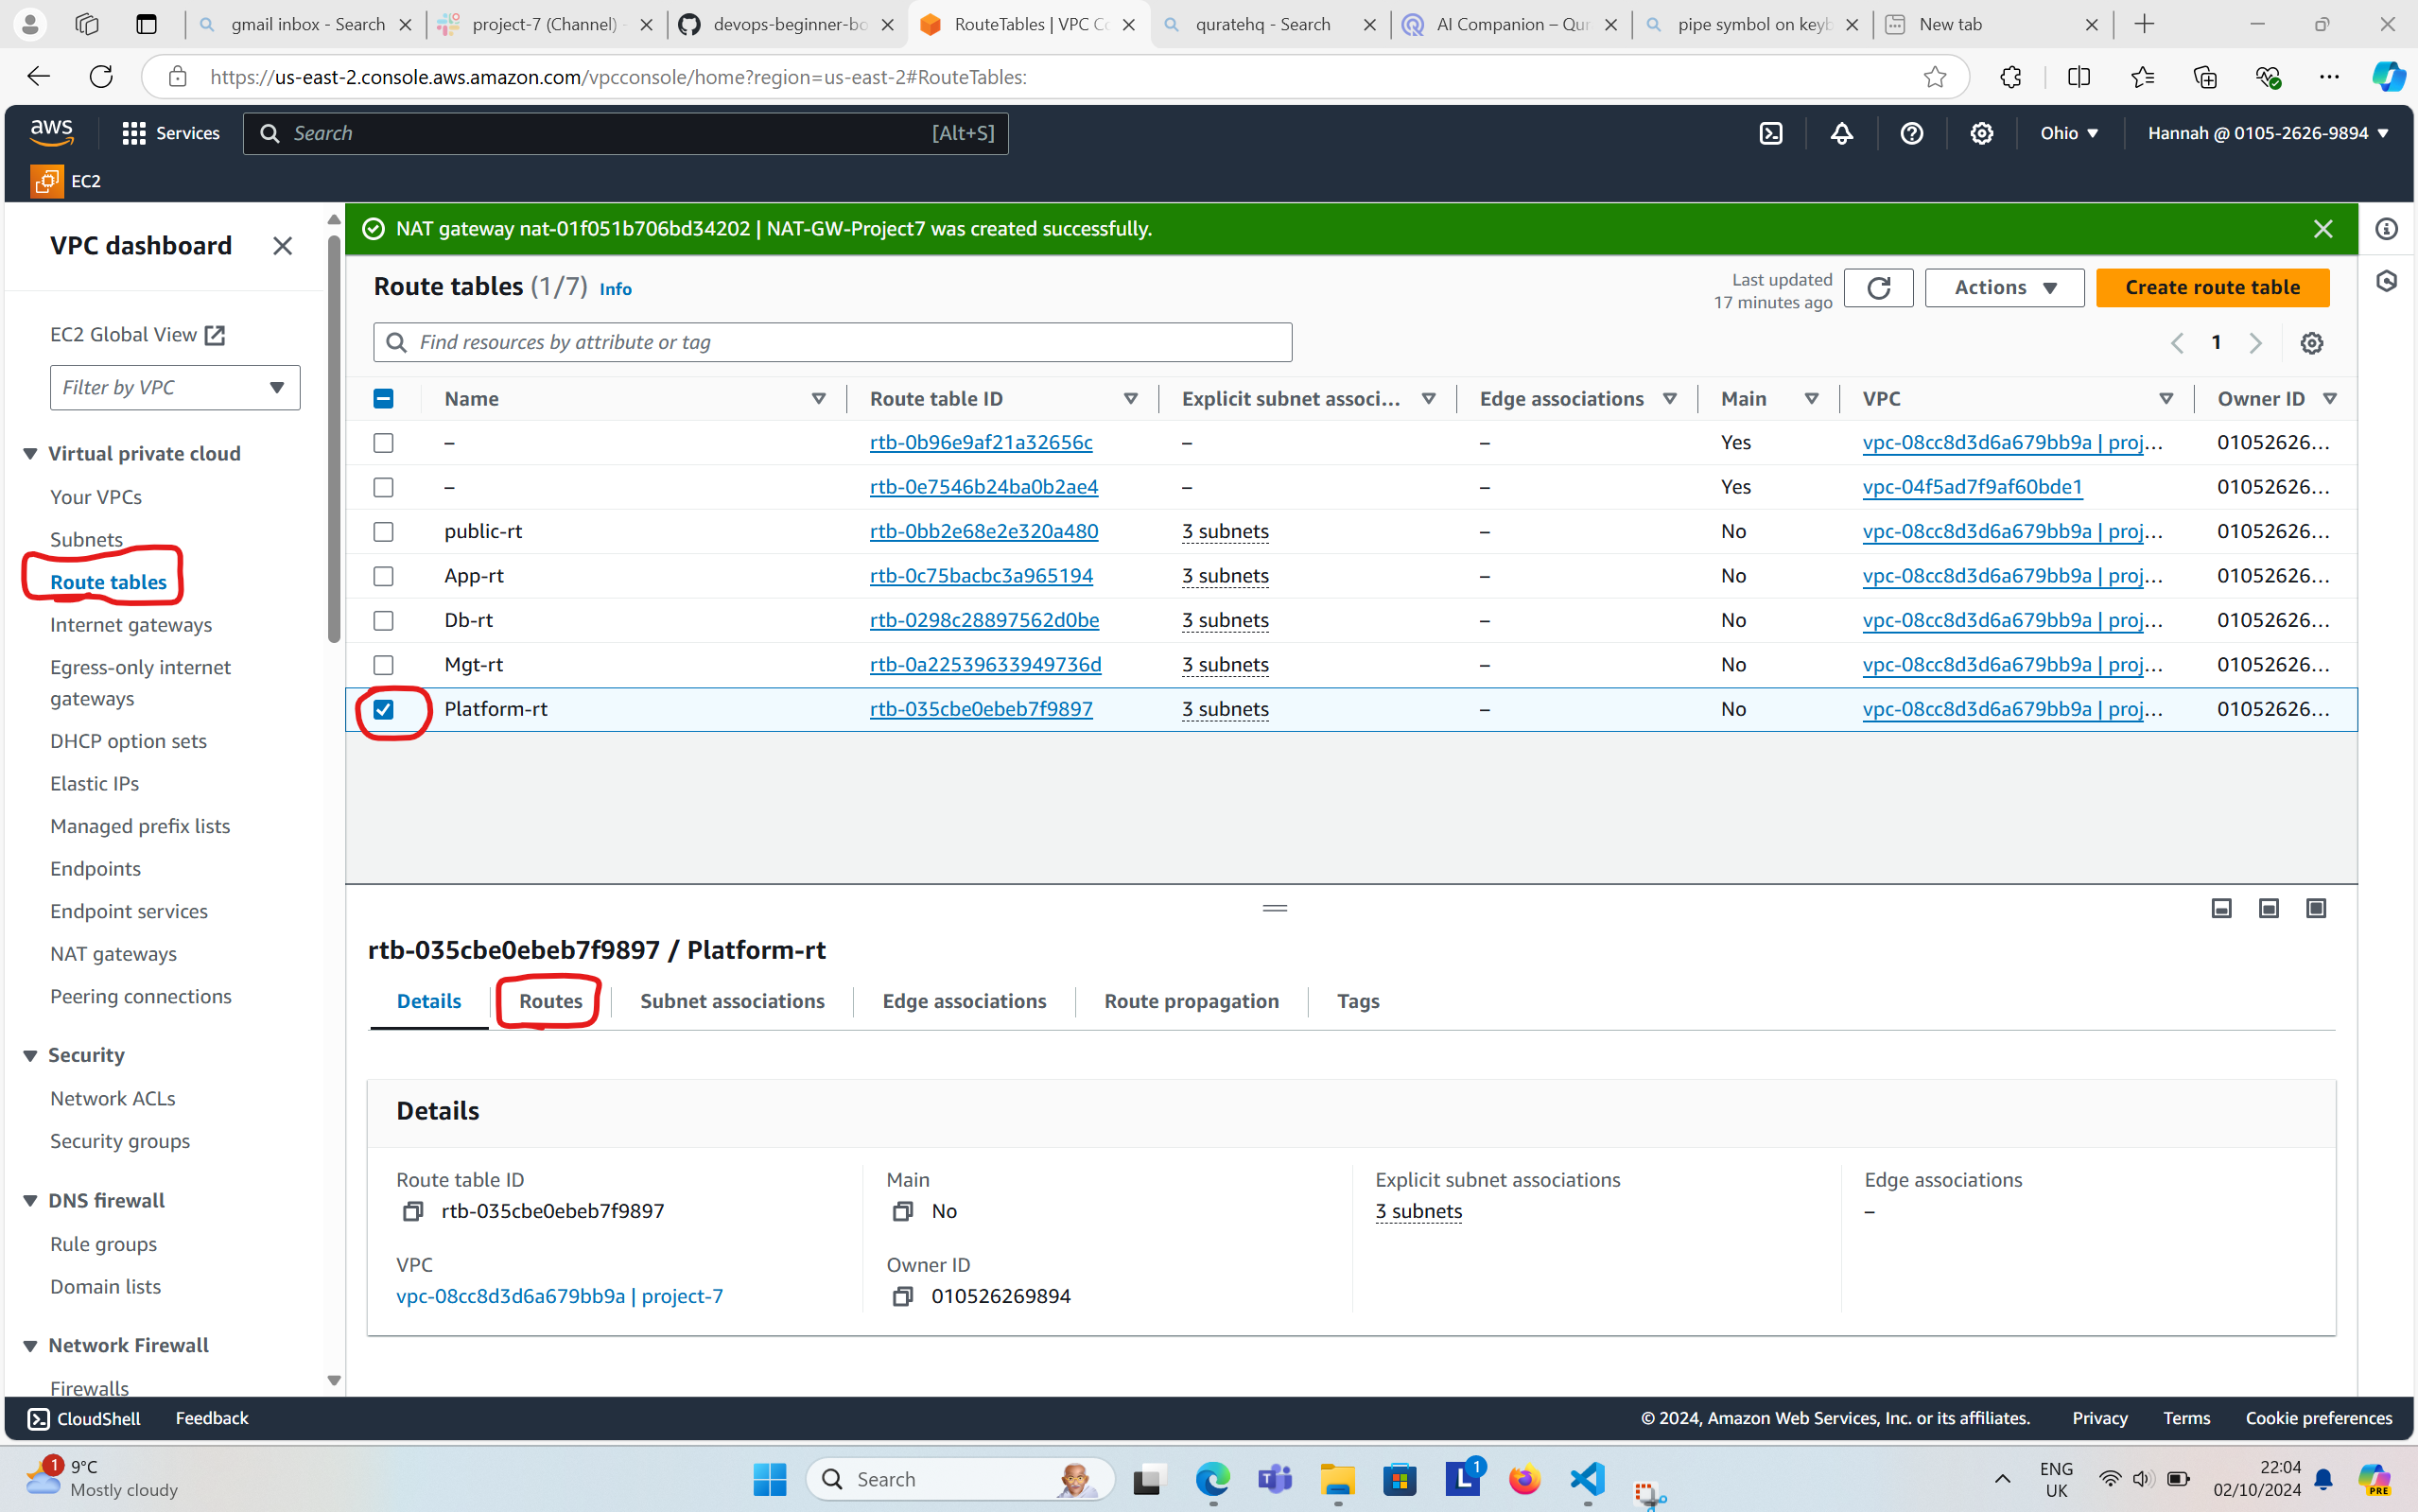 gmail inbox - Search
project-7 (Channel) -
devops-beginner-bo
RouteTables | VPC Co
quratehq - Search
AI Companion – Qur
pipe symbol on keyb
New tab
https://us-east-2.console.aws.amazon.com/vpcconsole/home?region=us-east-2#RouteTables:
aws
Services
Search
[Alt+S]
Ohio
Hannah @ 0105-2626-9894
EC2
VPC dashboard
NAT gateway nat-01f051b706bd34202 | NAT-GW-Project7 was created successfully.
EC2 Global View
Filter by VPC
Virtual private cloud
Your VPCs
Subnets
Route tables
Internet gateways
Egress-only internet
gateways
DHCP option sets
Elastic IPs
Managed prefix lists
Endpoints
Endpoint services
NAT gateways
Peering connections
Security
Network ACLs
Security groups
DNS firewall
Rule groups
Domain lists
Network Firewall
Firewalls
Route tables (1/7) Info
Last updated
17 minutes ago
Actions
Create route table
Find resources by attribute or tag
1
Name Route table ID Explicit subnet associ... Edge associations Main VPC Owner ID
– rtb-0b96e9af21a32656c – – Yes vpc-08cc8d3d6a679bb9a | proj... 01052626...
– rtb-0e7546b24ba0b2ae4 – – Yes vpc-04f5ad7f9af60bde1 01052626...
public-rt rtb-0bb2e68e2e320a480 3 subnets – No vpc-08cc8d3d6a679bb9a | proj... 01052626...
App-rt rtb-0c75bacbc3a965194 3 subnets – No vpc-08cc8d3d6a679bb9a | proj... 01052626...
Db-rt rtb-0298c28897562d0be 3 subnets – No vpc-08cc8d3d6a679bb9a | proj... 01052626...
Mgt-rt rtb-0a22539633949736d 3 subnets – No vpc-08cc8d3d6a679bb9a | proj... 01052626...
Platform-rt rtb-035cbe0ebeb7f9897 3 subnets – No vpc-08cc8d3d6a679bb9a | proj... 01052626...
rtb-035cbe0ebeb7f9897 / Platform-rt
Details Routes Subnet associations Edge associations Route propagation Tags
Details
Route table ID
rtb-035cbe0ebeb7f9897
Main
No
Explicit subnet associations
3 subnets
Edge associations
–
VPC
vpc-08cc8d3d6a679bb9a | project-7
Owner ID
010526269894
CloudShell
Feedback
© 2024, Amazon Web Services, Inc. or its affiliates.
Privacy
Terms
Cookie preferences
1
9°C
Mostly cloudy
Search
L
1
ENG
UK
22:04
02/10/2024
PRE